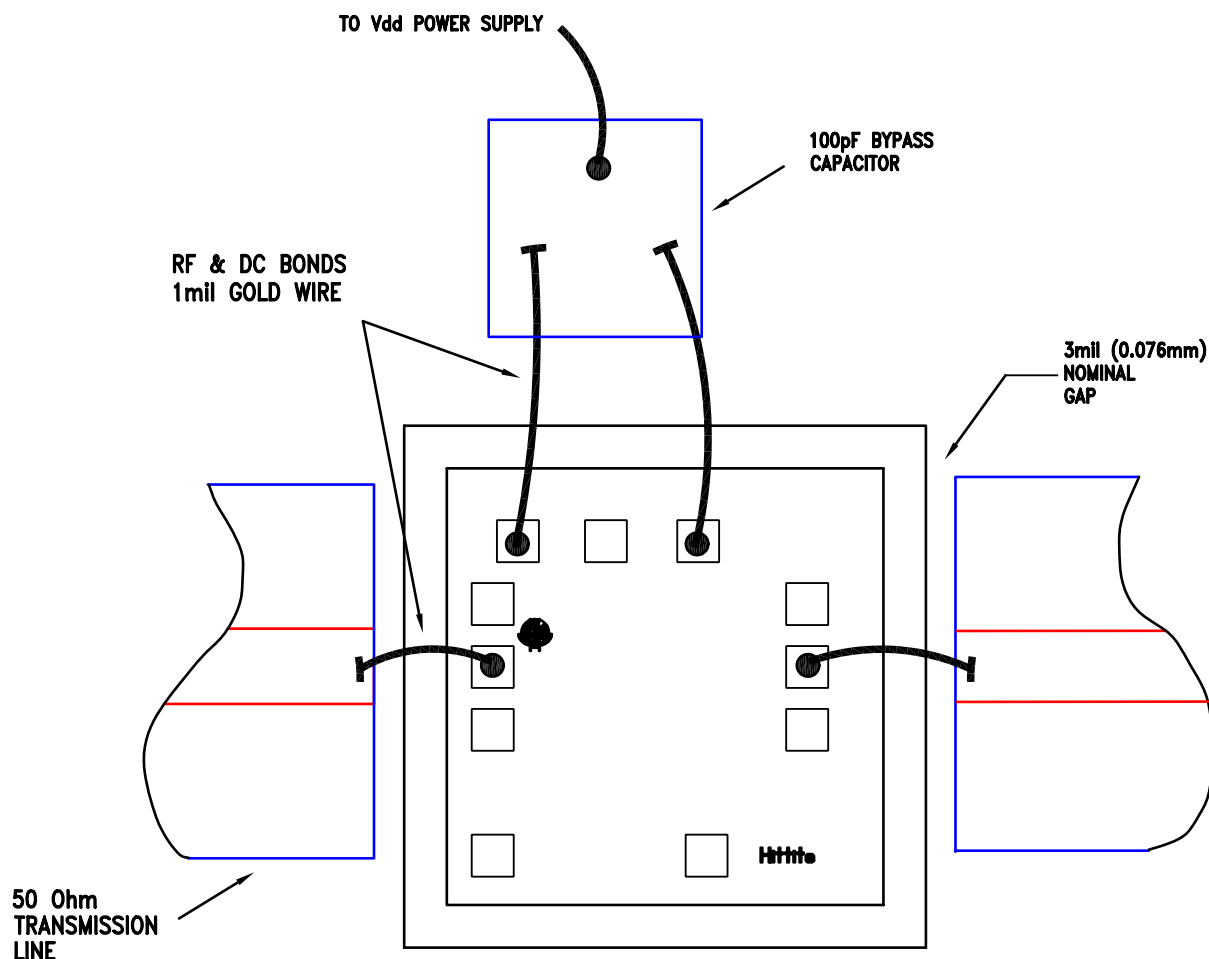 TO Vdd POWER SUPPLY
100pF BYPASS
CAPACITOR
RF & DC BONDS
1mil GOLD WIRE
3mil (0.076mm)
NOMINAL
GAP
Hittite
50 Ohm
TRANSMISSION
LINE